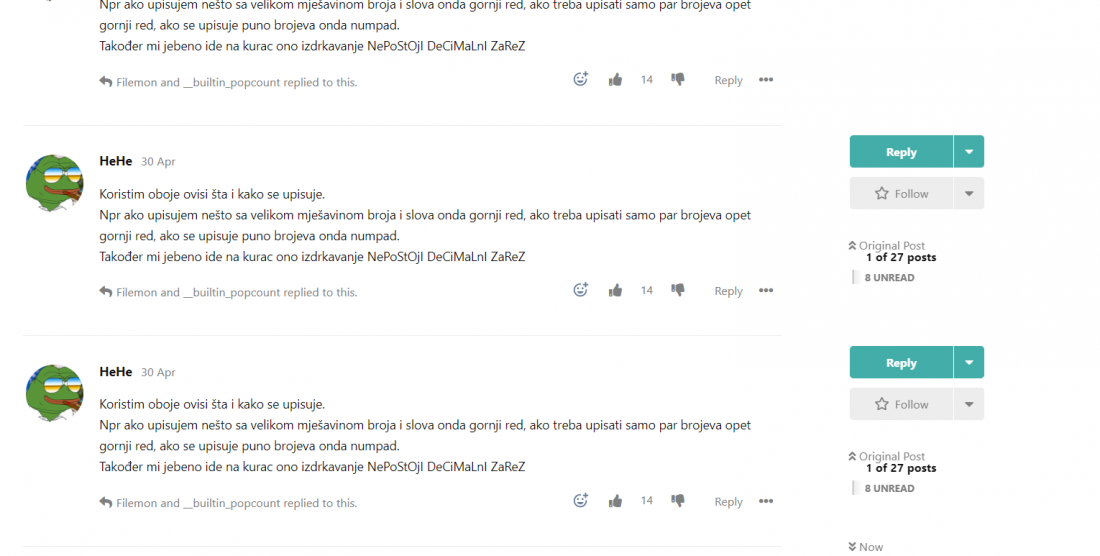 Npr ako upisujem nešto sa velikom mješavinom broja i slova onda gornji red, ako treba upisati samo par brojeva opet
gornji red, ako se upisuje puno brojeva onda numpad.
Također mi jebeno ide na kurac ono izdrkavanje NePoStOjI DeCiMaLnI ZaReZ
Filemon and __builtin_popcount replied to this.
14
Reply
HeHe 30 Apr
Koristim oboje ovisi šta i kako se upisuje.
Npr ako upisujem nešto sa velikom mješavinom broja i slova onda gornji red, ako treba upisati samo par brojeva opet
gornji red, ako se upisuje puno brojeva onda numpad.
Također mi jebeno ide na kurac ono izdrkavanje NePoStOjI DeCiMaLnI ZaReZ
Filemon and __builtin_popcount replied to this.
14
Reply
Reply
Follow
Original Post
1 of 27 posts
8 UNREAD
HeHe 30 Apr
Koristim oboje ovisi šta i kako se upisuje.
Npr ako upisujem nešto sa velikom mješavinom broja i slova onda gornji red, ako treba upisati samo par brojeva opet
gornji red, ako se upisuje puno brojeva onda numpad.
Također mi jebeno ide na kurac ono izdrkavanje NePoStOjI DeCiMaLnI ZaReZ
Filemon and __builtin_popcount replied to this.
14
Reply
Reply
Follow
Original Post
1 of 27 posts
8 UNREAD
Now